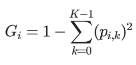 $G_i = 1 - \sum_{k=0}^{K-1} (p_{i,k})^2$